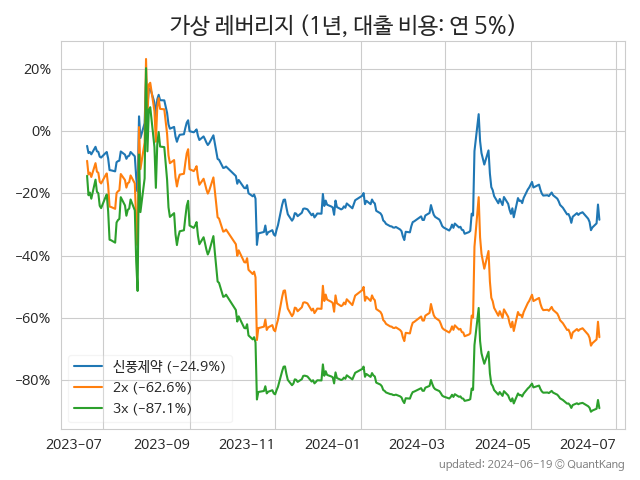 가상 레버리지 (1년, 대출 비용: 연 5%)
20%
0%
−20%
−40%
−60%
−80%
신풍제약 (−24.9%)
2x (−62.6%)
3x (−87.1%)
2023−07 2023−09 2023−11 2024−01 2024−03 2024−05 2024−07
updated: 2024−06−19 ⓒ QuantKang